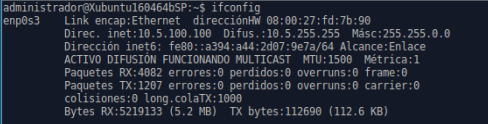 administrador@Xubuntu160464bSP:~$ ifconfig
enp0s3    Link encap:Ethernet  direcciónHW 08:00:27:fd:7b:90
          Direc. inet:10.5.100.100  Difus.:10.5.255.255  Másc:255.255.0.0
          Dirección inet6: fe80::a394:a44:2d07:9e7a/64 Alcance:Enlace
          ACTIVO DIFUSIÓN FUNCIONANDO MULTICAST  MTU:1500  Métrica:1
          Paquetes RX:4082 errores:0 perdidos:0 overruns:0 frame:0
          Paquetes TX:1207 errores:0 perdidos:0 overruns:0 carrier:0
          colisiones:0 long.colaTX:1000
          Bytes RX:5219133 (5.2 MB)  TX bytes:112690 (112.6 KB)